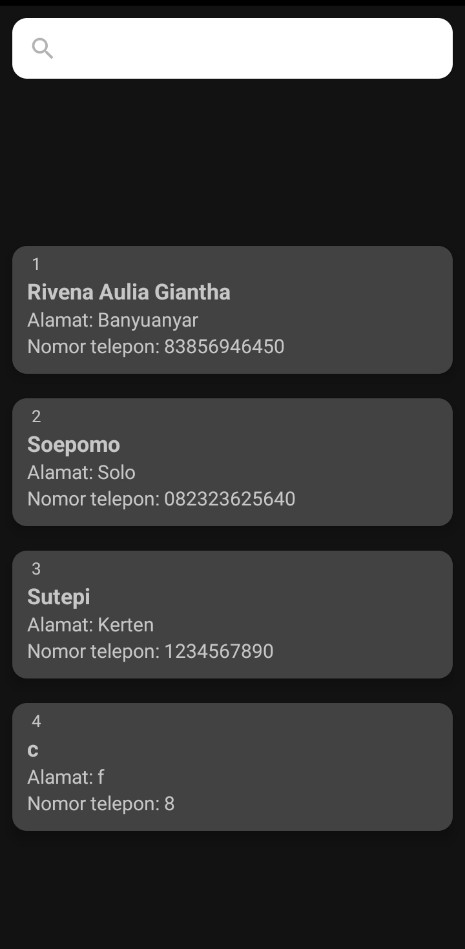 1
Rivena Aulia Giantha
Alamat: Banyuanyar
Nomor telepon: 83856946450
2
Soepomo
Alamat: Solo
Nomor telepon: 082323625640
3
Sutepi
Alamat: Kerten
Nomor telepon: 1234567890
4
c
Alamat: f
Nomor telepon: 8